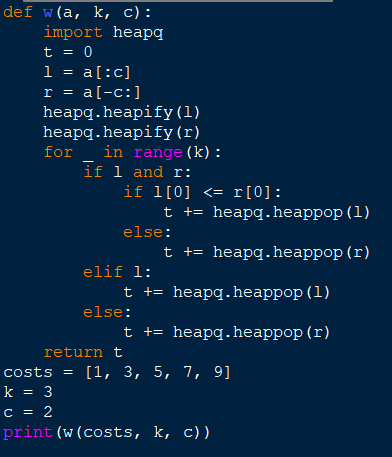 def w(a, k, c):
    import heapq
    t = 0
    l = a[:c]
    r = a[-c:]
    heapq.heapify(l)
    heapq.heapify(r)
    for _ in range(k):
        if l and r:
            if l[0] <= r[0]:
                t += heapq.heappop(l)
            else:
                t += heapq.heappop(r)
        elif l:
            t += heapq.heappop(l)
        else:
            t += heapq.heappop(r)
    return t
costs = [1, 3, 5, 7, 9]
k = 3
c = 2
print(w(costs, k, c))